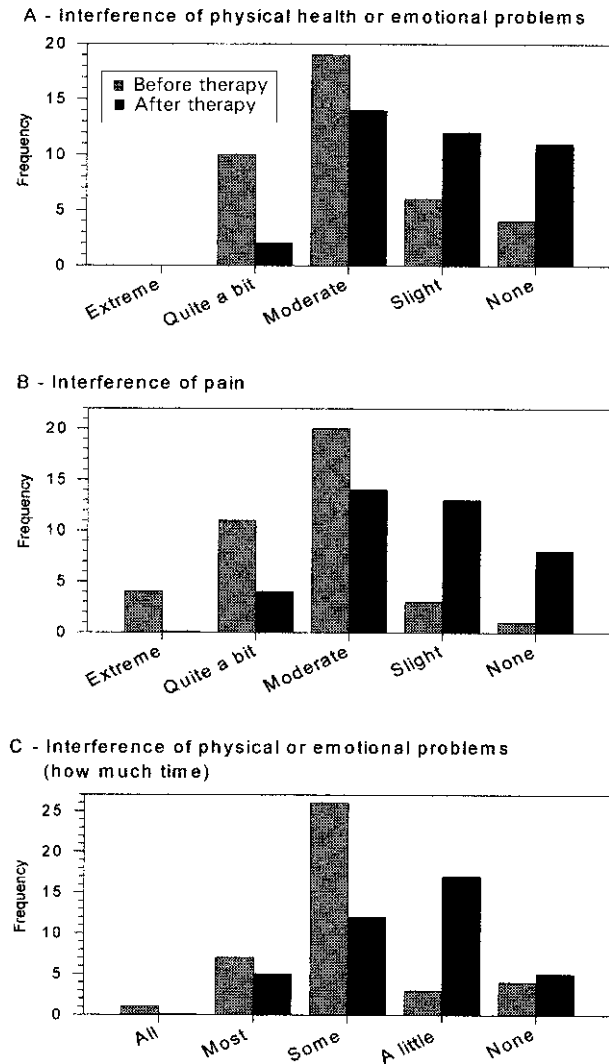 A - Interference of physical health or emotional problems
20
15
10
5
0
Frequency
Before therapy
After therapy
Extreme
Quite a bit
Moderate
Slight
None
B - Interference of pain
20
15
10
5
0
Frequency
Extreme
Quite a bit
Moderate
Slight
None
C - Interference of physical or emotional problems
(how much time)
25
20
15
10
5
0
Frequency
All
Most
Some
A little
None